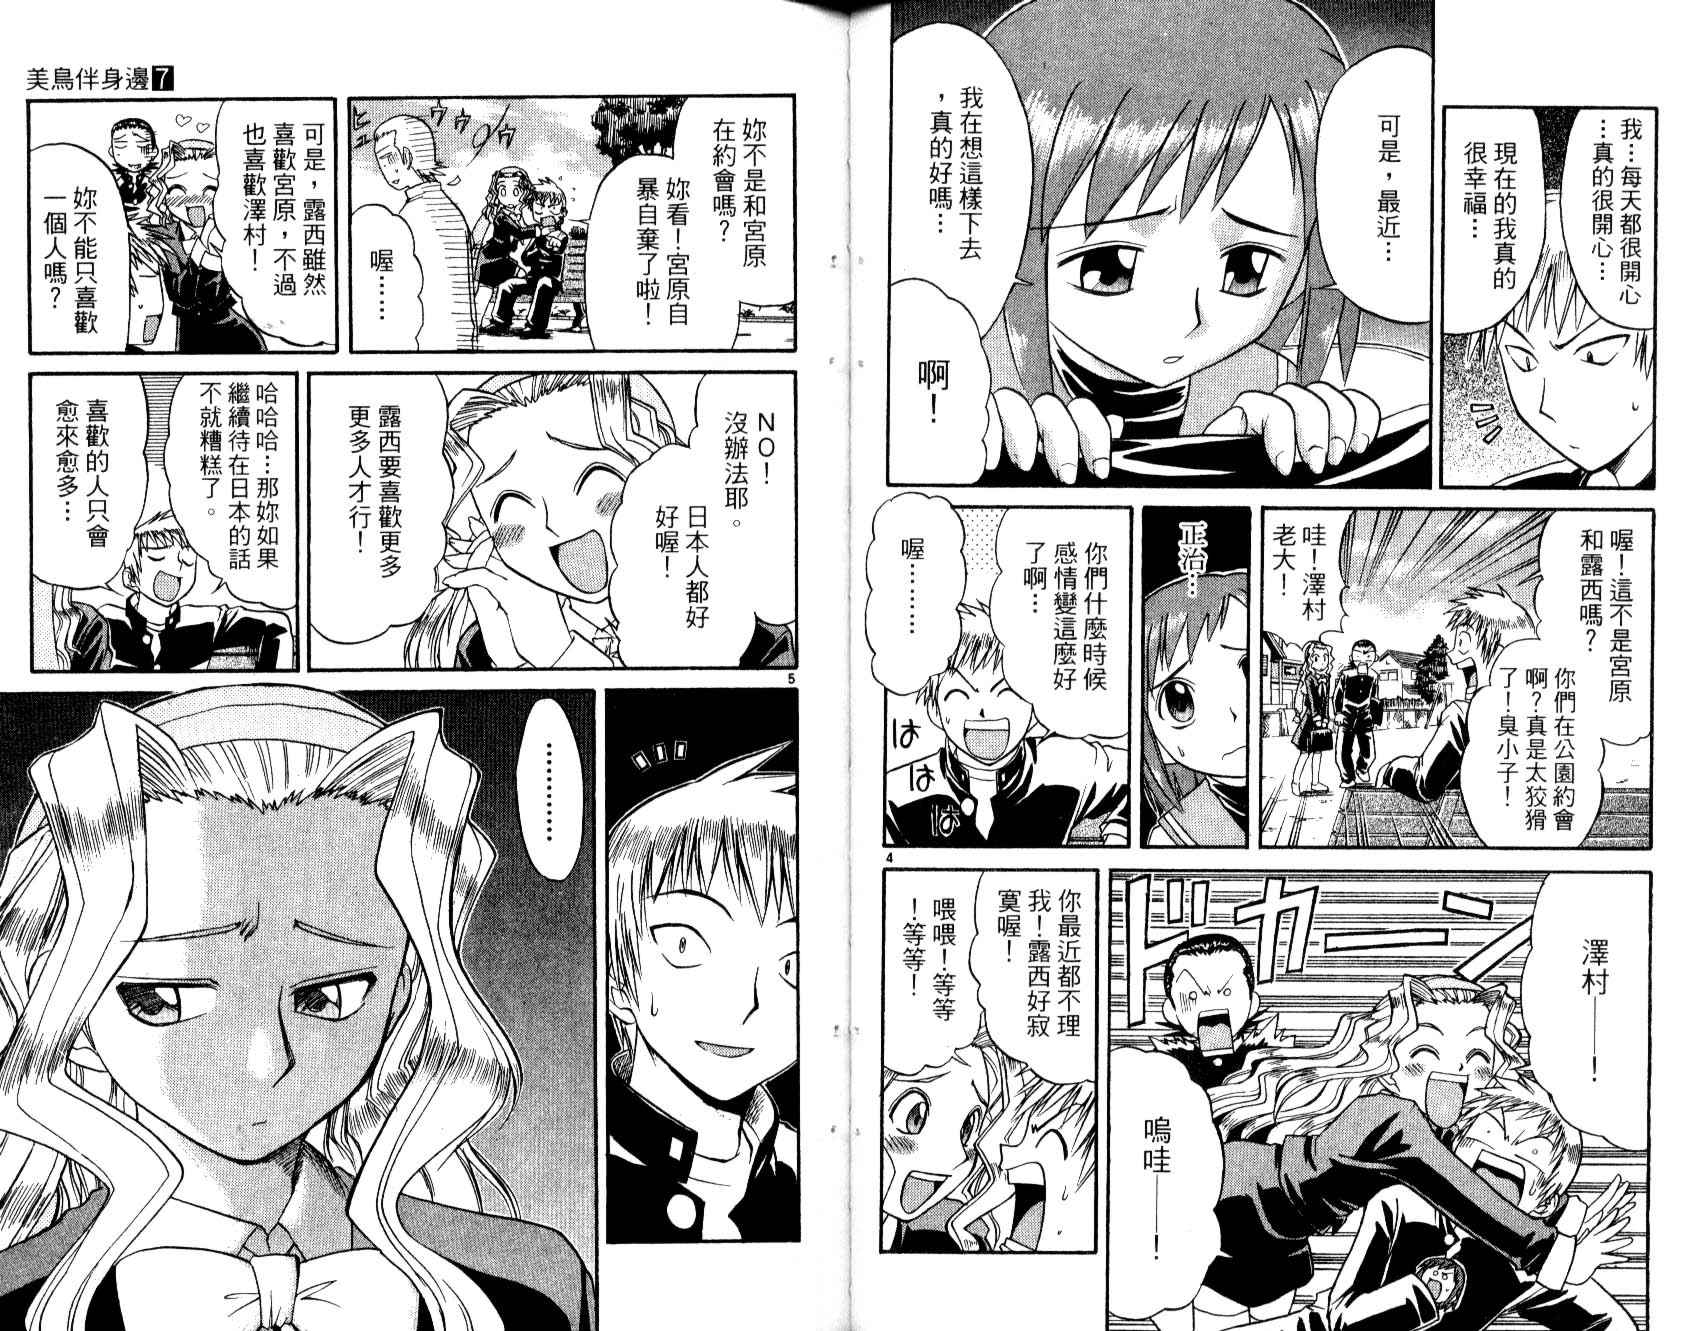 我…每天都很開心
…真的很開心…
現在的我真的
很幸福…
可是，最近…
我在想這樣下去
，真的好嗎…
啊！
喔！這不是宮原
和露西嗎？
你們在公園約會
啊？真是太狡猾
了！臭小子！
哇！澤村
老大！
正治…
你們什麼時候
感情變這麼好
了啊…
喔…………
は
は
は
4
ドカーン
澤村——！
嗚哇——！
你最近都不理
我！露西好寂
寞喔！
喂喂！等等
！等等！
美鳥伴身邊7
妳不是和宮原
在約會嗎？
妳看！宮原自
暴自棄了啦！
喔……
ヒュウウウ
可是，露西雖然
喜歡宮原，不過
也喜歡澤村！
妳不能只喜歡
一個人嗎？
NO！
沒辦法耶。
日本人都好
好喔！
露西要喜歡更多
更多人才行！
哈哈哈…那妳如果
繼續待在日本的話
不就糟糕了。
喜歡的人只會
愈來愈多…
5
…………